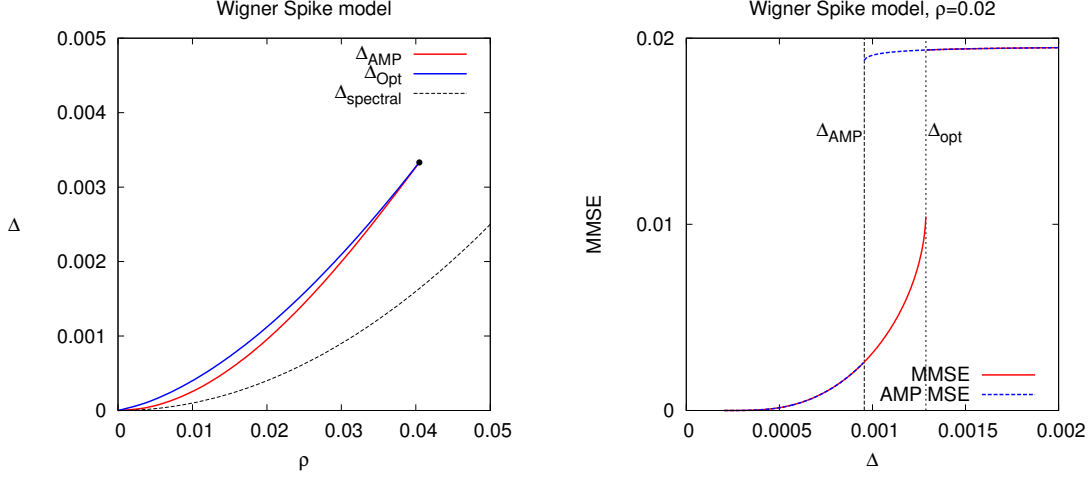 Wigner Spike model
0.005
0.004
0.003
0.002
0.001
0
0
0.01
0.02
0.03
0.04
0.05
Δ
ρ
Δ_AMP
Δ_Opt
Δ_spectral
Wigner Spike model, ρ=0.02
0.02
0.01
0
0
0.0005
0.001
0.0015
0.002
MMSE
Δ
Δ_AMP
Δ_opt
MMSE
AMP MSE